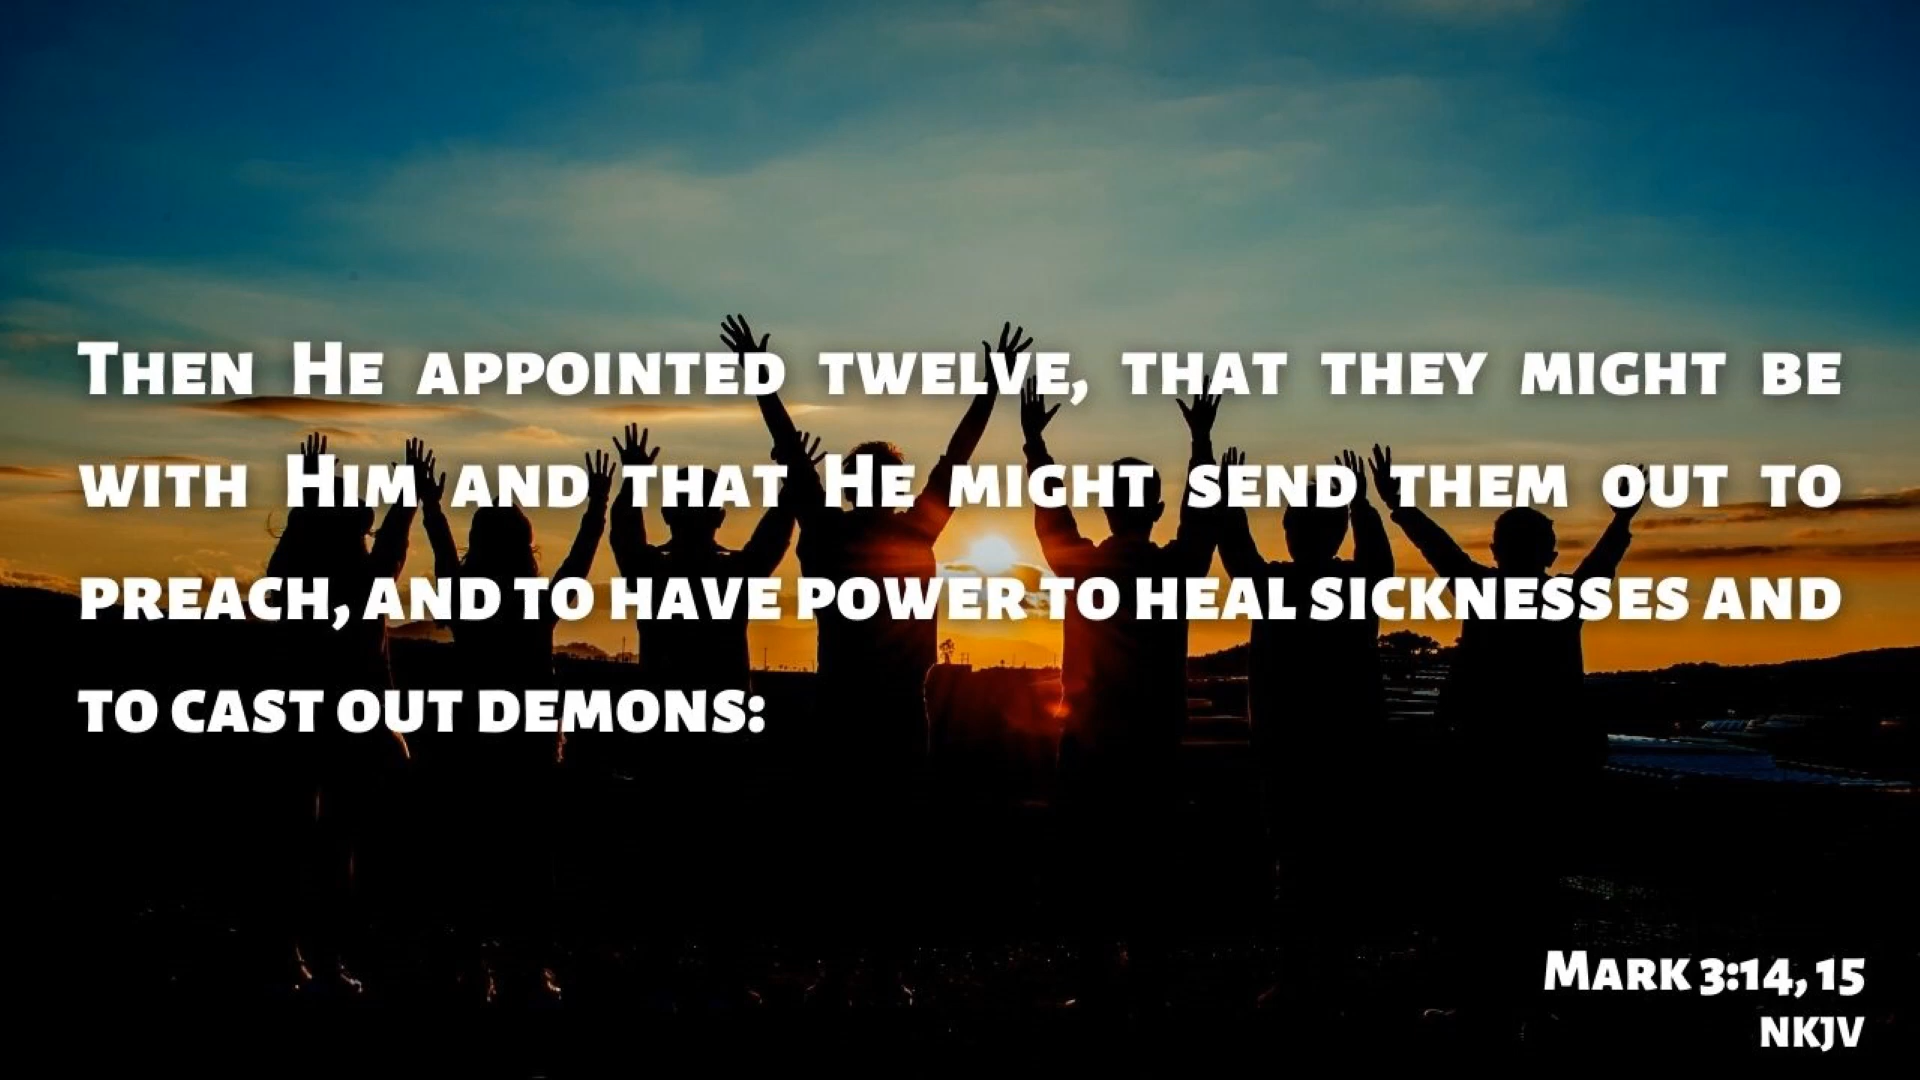 Then He appointed twelve, that they might be
with Him and that He might send them out to
preach, and to have power to heal sicknesses and
to cast out demons:
Mark 3:14, 15
NKJV